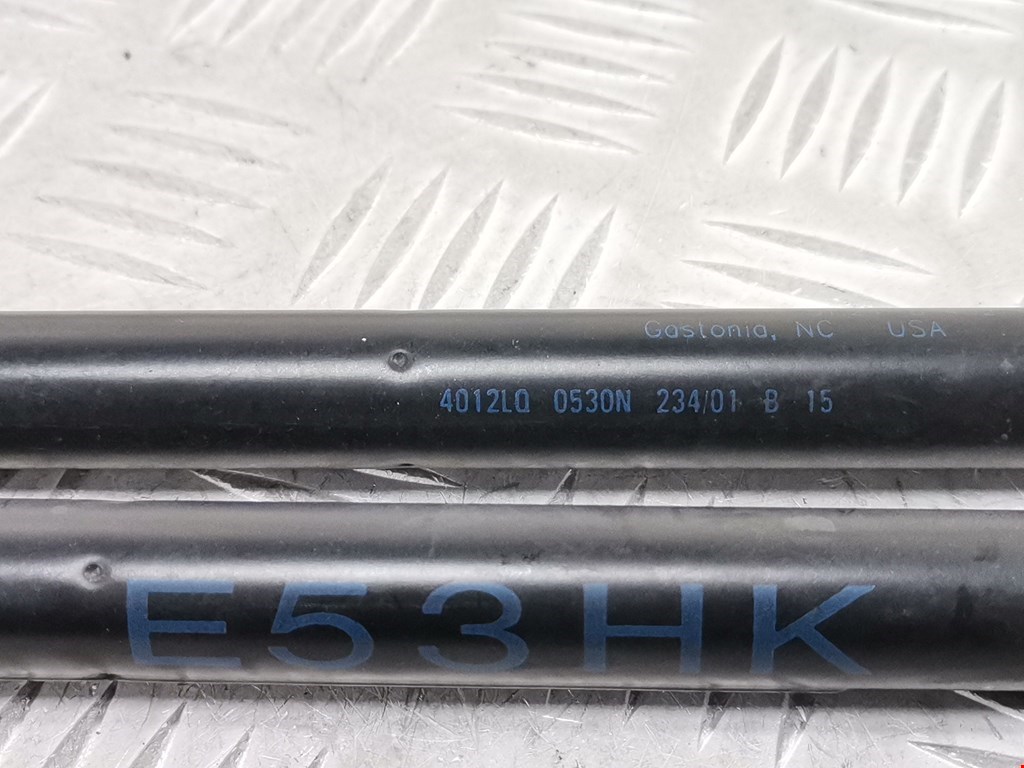 Gastonia, NC USA
4012LQ 0530N 234/01 B 15
E53HK